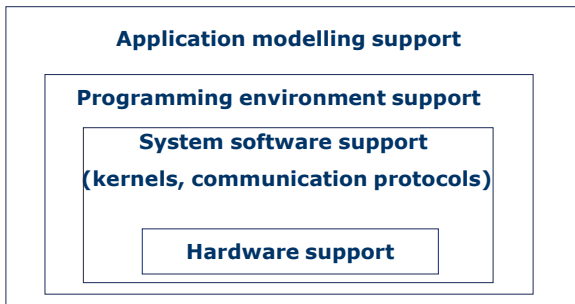 Application modelling support
Programming environment support
System software support
(kernels, communication protocols)
Hardware support